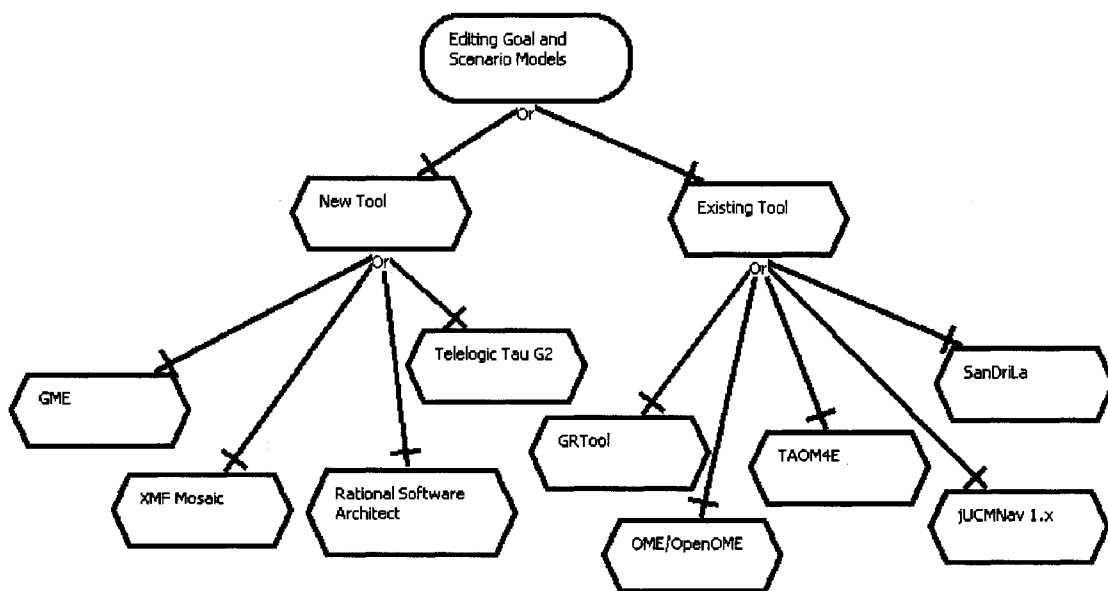 Editing Goal and
Scenario Models
Or
New Tool
Existing Tool
Or
Or
Telelogic Tau G2
SanDriLa
GME
GRTool
TAOM4E
XMF Mosaic
Rational Software
Architect
OME/OpenOME
jUCMNav 1.x